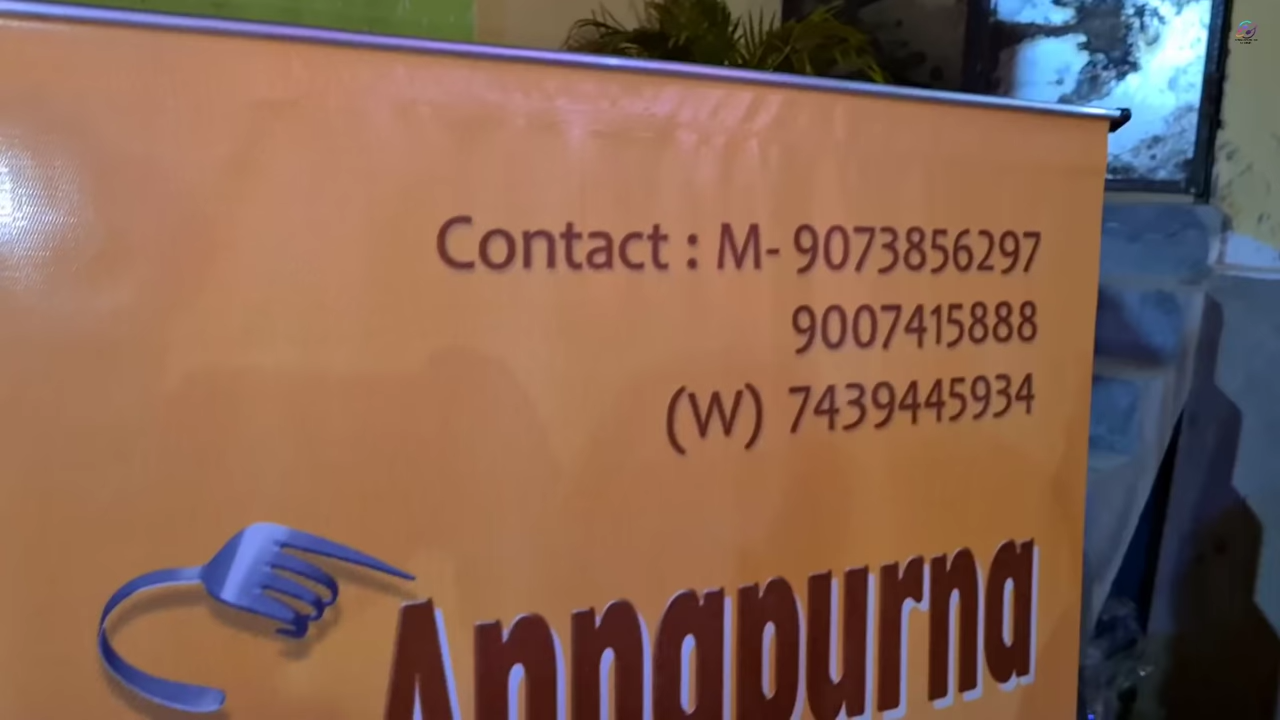 Contact : M- 9073856297
9007415888
(W) 7439445934
Annapurna